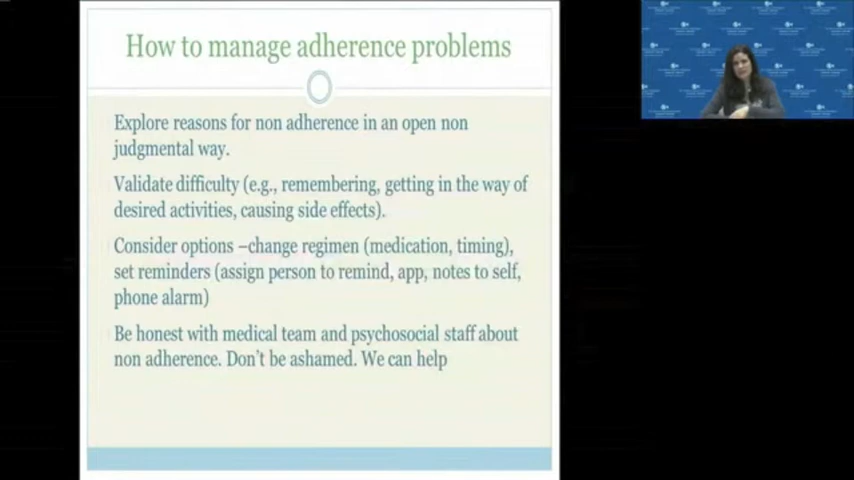 How to manage adherence problems
Explore reasons for non adherence in an open non
judgmental way.
Validate difficulty (e.g., remembering, getting in the way of
desired activities, causing side effects).
Consider options –change regimen (medication, timing),
set reminders (assign person to remind, app, notes to self,
phone alarm)
Be honest with medical team and psychosocial staff about
non adherence. Don't be ashamed. We can help